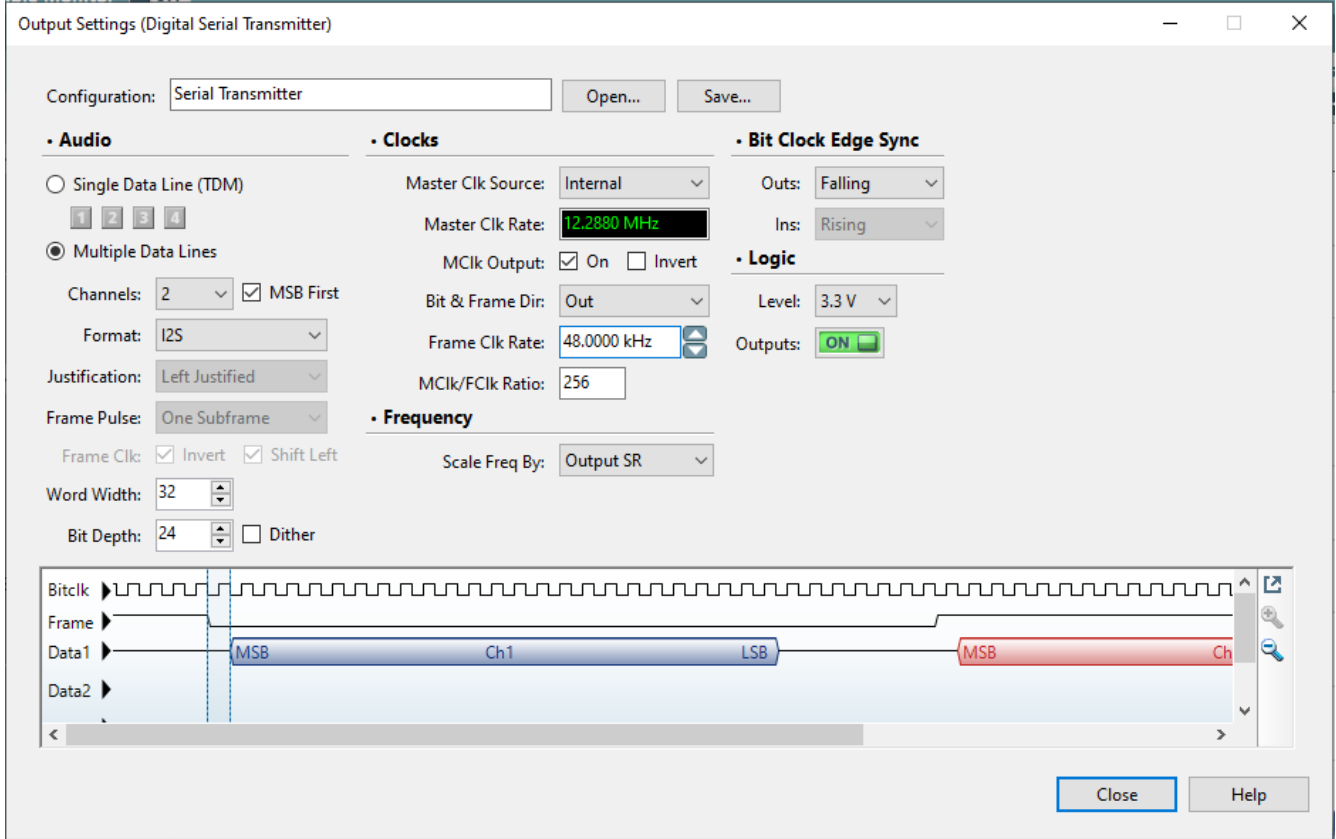 Output Settings (Digital Serial Transmitter)
Configuration: Serial Transmitter Open... Save...
• Audio
Single Data Line (TDM)
1 2 3 4
Multiple Data Lines
Channels: 2 MSB First
Format: I2S
Justification: Left Justified
Frame Pulse: One Subframe
Frame Clk: Invert Shift Left
Word Width: 32
Bit Depth: 24 Dither
• Clocks
Master Clk Source: Internal
Master Clk Rate: 12.2880 MHz
MClk Output: On Invert
Bit & Frame Dir: Out
Frame Clk Rate: 48.0000 kHz
MClk/FClk Ratio: 256
• Frequency
Scale Freq By: Output SR
• Bit Clock Edge Sync
Outs: Falling
Ins: Rising
• Logic
Level: 3.3 V
Outputs: ON
Bitclk
Frame
Data1 MSB Ch1 LSB MSB Ch
Data2
Close Help